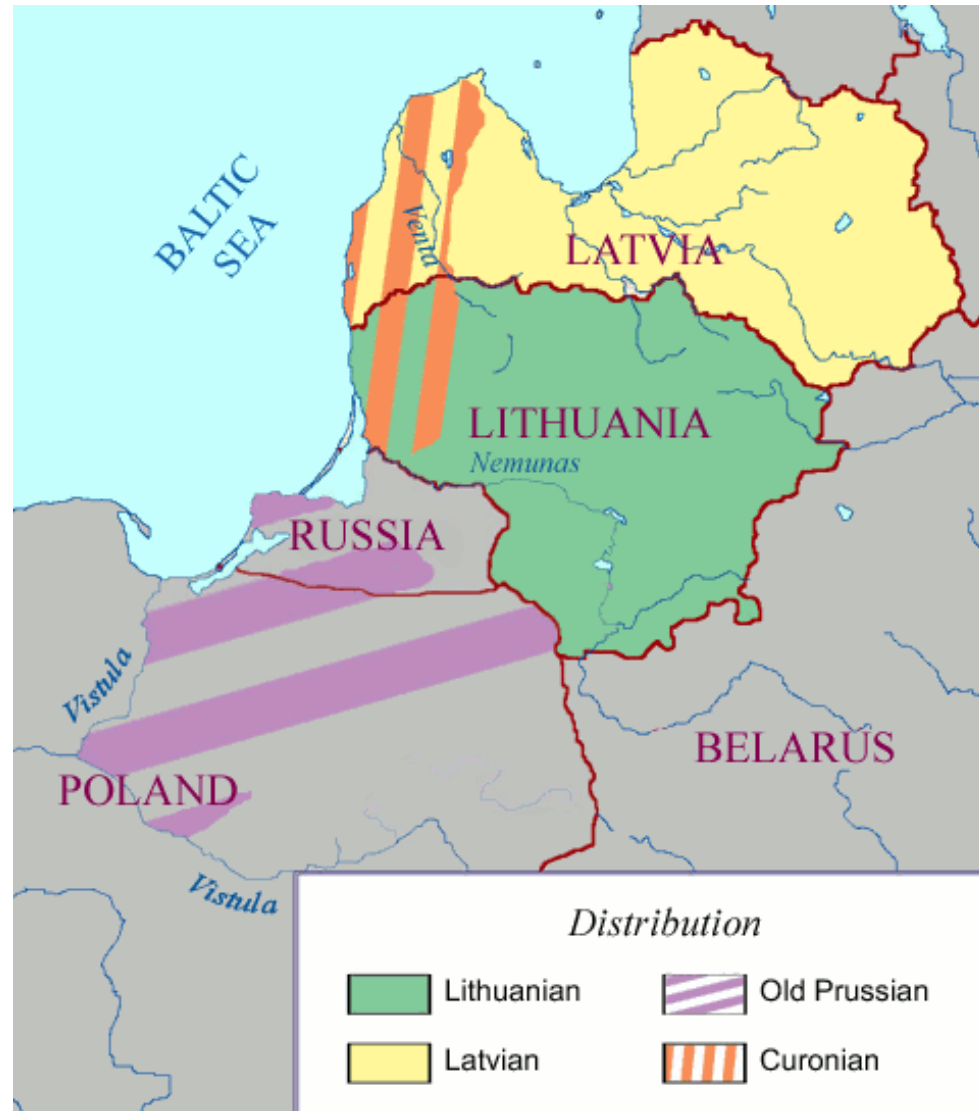 BALTIC
SEA
Venta
LATVIA
LITHUANIA
Nemunas
RUSSIA
Vistula
BELARUS
POLAND
Vistula
Distribution
Lithuanian
Old Prussian
Latvian
Curonian